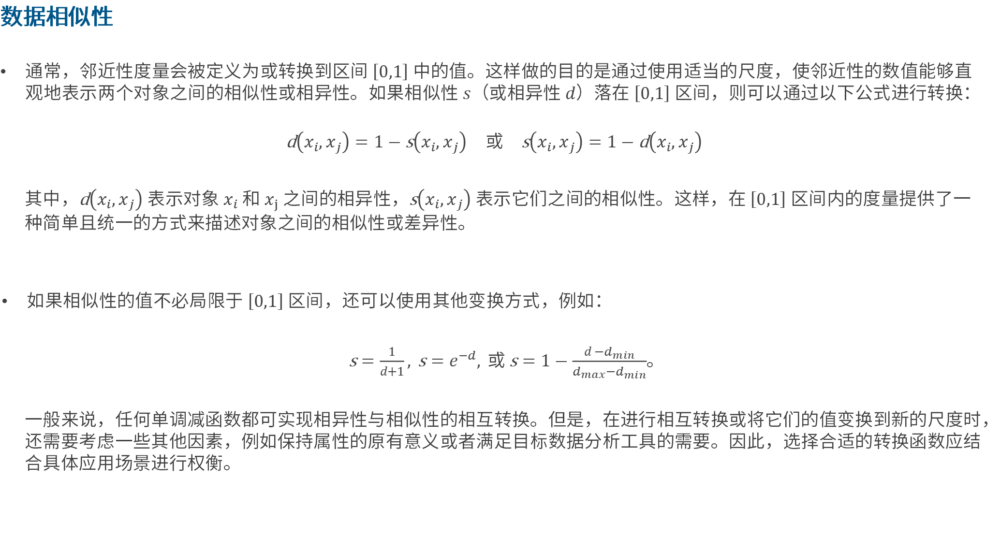 数据相似性
• 通常，邻近性度量会被定义为或转换到区间 [0,1] 中的值。这样做的目的是通过使用适当的尺度，使邻近性的数值能够直
观地表示两个对象之间的相似性或相异性。如果相似性 s（或相异性 d）落在 [0,1] 区间，则可以通过以下公式进行转换：
d(x_i, x_j) = 1 − s(x_i, x_j) 或 s(x_i, x_j) = 1 − d(x_i, x_j)
其中，d(x_i, x_j) 表示对象 x_i 和 x_j 之间的相异性，s(x_i, x_j) 表示它们之间的相似性。这样，在 [0,1] 区间内的度量提供了一
种简单且统一的方式来描述对象之间的相似性或差异性。
• 如果相似性的值不必局限于 [0,1] 区间，还可以使用其他变换方式，例如：
s = \frac{1}{d+1}, s = e^{-d}, 或 s = 1 − \frac{d − d_{min}}{d_{max} − d_{min}}。
一般来说，任何单调减函数都可实现相异性与相似性的相互转换。但是，在进行相互转换或将它们的值变换到新的尺度时，
还需要考虑一些其他因素，例如保持属性的原有意义或者满足目标数据分析工具的需要。因此，选择合适的转换函数应结
合具体应用场景进行权衡。